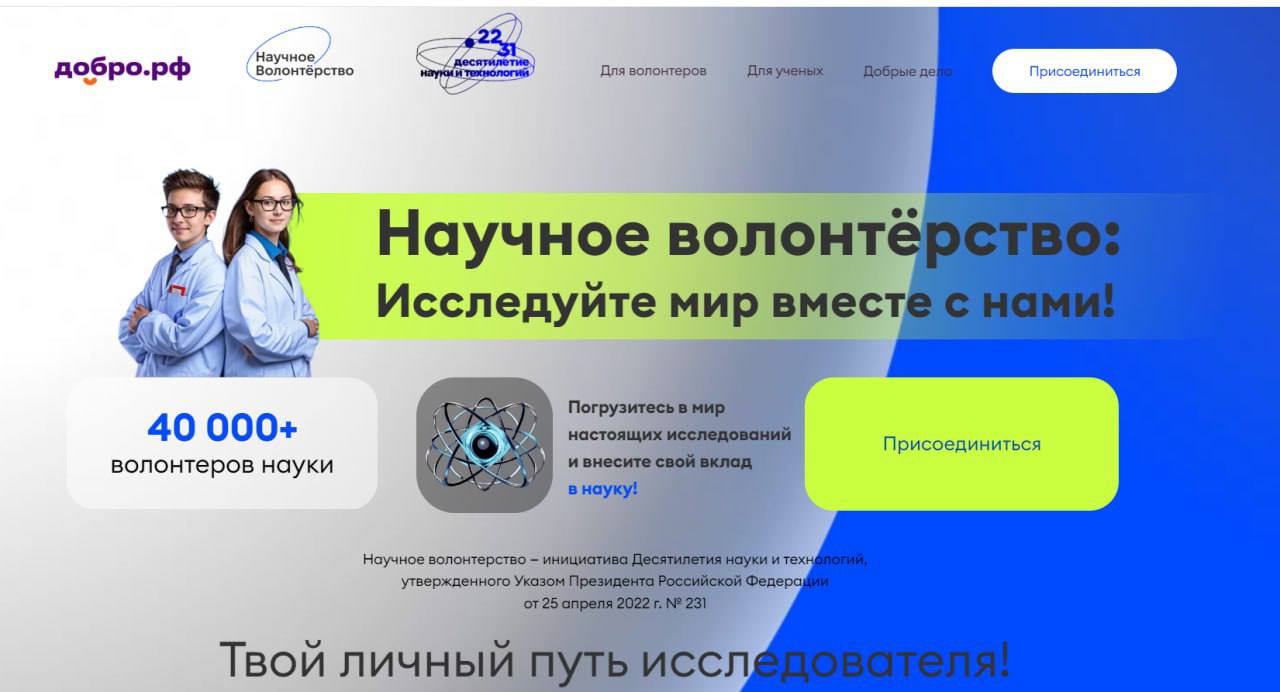 добро.рф
Научное
Волонтёрство
22
31
десятилетие
науки и технологий
Для волонтеров
Для ученых
Добрые дела
Присоединиться
Научное волонтёрство:
Исследуйте мир вместе с нами!
40 000+
волонтеров науки
Погрузитесь в мир
настоящих исследований
и внесите свой вклад
в науку!
Присоединиться
Научное волонтерство – инициатива Десятилетия науки и технологий,
утвержденного Указом Президента Российской Федерации
от 25 апреля 2022 г. № 231
Твой личный путь исследователя!